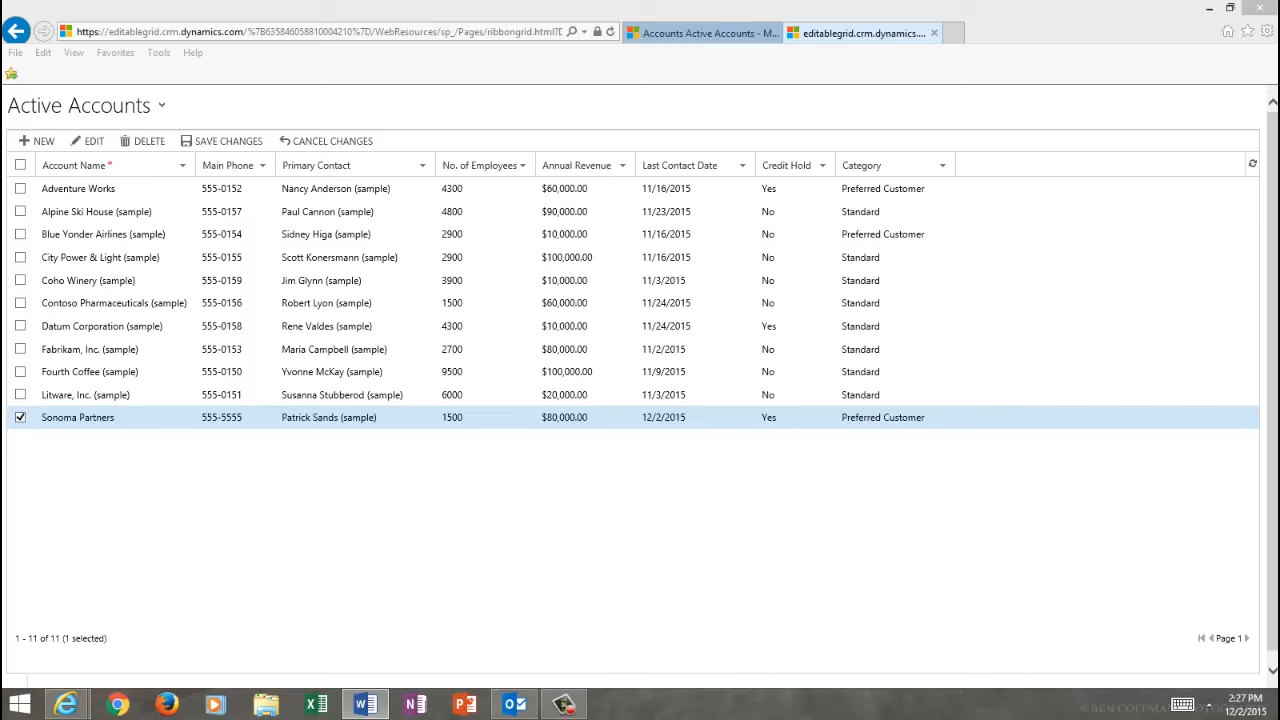 https://editablegrid.crm.dynamics.com/%7B635846058810004210%7D/WebResources/sp_/Pages/ribbongrid.html?D
Accounts Active Accounts - M...
editablegrid.crm.dynamics....
File Edit View Favorites Tools Help
Active Accounts
NEW EDIT DELETE SAVE CHANGES CANCEL CHANGES
Account Name * Main Phone Primary Contact No. of Employees Annual Revenue Last Contact Date Credit Hold Category
Adventure Works 555-0152 Nancy Anderson (sample) 4300 $60,000.00 11/16/2015 Yes Preferred Customer
Alpine Ski House (sample) 555-0157 Paul Cannon (sample) 4800 $90,000.00 11/23/2015 No Standard
Blue Yonder Airlines (sample) 555-0154 Sidney Higa (sample) 2900 $10,000.00 11/16/2015 No Preferred Customer
City Power & Light (sample) 555-0155 Scott Konersmann (sample) 2900 $100,000.00 11/16/2015 No Standard
Coho Winery (sample) 555-0159 Jim Glynn (sample) 3900 $10,000.00 11/3/2015 No Standard
Contoso Pharmaceuticals (sample) 555-0156 Robert Lyon (sample) 1500 $60,000.00 11/24/2015 No Standard
Datum Corporation (sample) 555-0158 Rene Valdes (sample) 4300 $10,000.00 11/24/2015 Yes Standard
Fabrikam, Inc. (sample) 555-0153 Maria Campbell (sample) 2700 $80,000.00 11/2/2015 No Standard
Fourth Coffee (sample) 555-0150 Yvonne McKay (sample) 9500 $100,000.00 11/9/2015 No Standard
Litware, Inc. (sample) 555-0151 Susanna Stubberod (sample) 6000 $20,000.00 11/3/2015 No Standard
Sonoma Partners 555-5555 Patrick Sands (sample) 1500 $80,000.00 12/2/2015 Yes Preferred Customer
1 - 11 of 11 (1 selected) Page 1
2:27 PM
12/2/2015